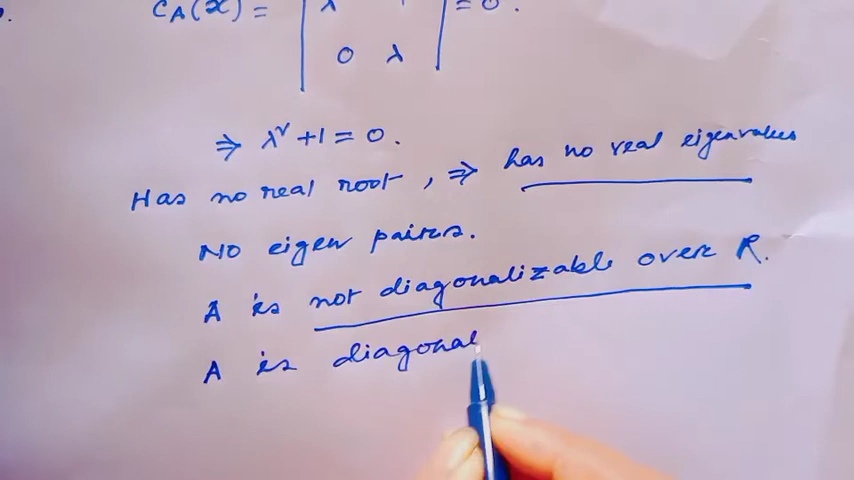 C_A(x) = | λ = 0.
0 λ
⇒ λ² + 1 = 0.
Has no real root, ⇒ has no real eigenvalues
No eigen pairs.
A is not diagonalizable over R.
A is diagonal